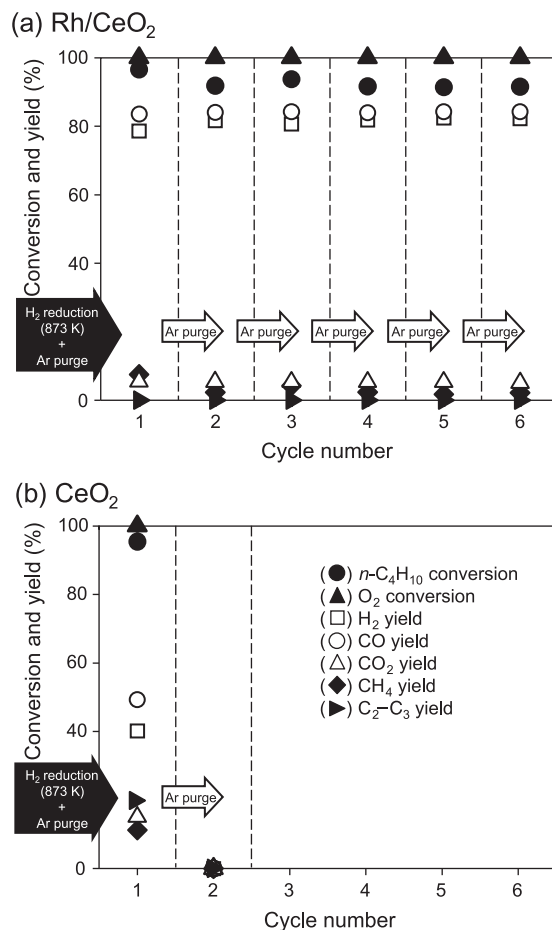 (a) Rh/CeO₂
Conversion and yield (%)
100
80
60
40
20
0
H₂ reduction
(873 K)
+
Ar purge
Ar purge
Ar purge
Ar purge
Ar purge
Ar purge
1 2 3 4 5 6
Cycle number
(b) CeO₂
Conversion and yield (%)
100
80
60
40
0
H₂ reduction
(873 K)
+
Ar purge
Ar purge
(●) n-C₄H₁₀ conversion
(▲) O₂ conversion
(□) H₂ yield
(○) CO yield
(△) CO₂ yield
(◆) CH₄ yield
(▶) C₂–C₃ yield
1 2 3 4 5 6
Cycle number